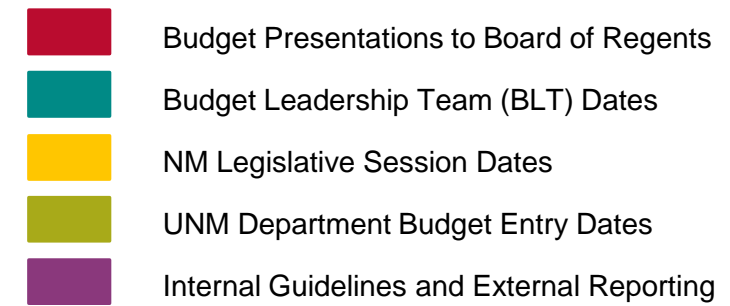 Budget Presentations to Board of Regents
Budget Leadership Team (BLT) Dates
NM Legislative Session Dates
UNM Department Budget Entry Dates
Internal Guidelines and External Reporting